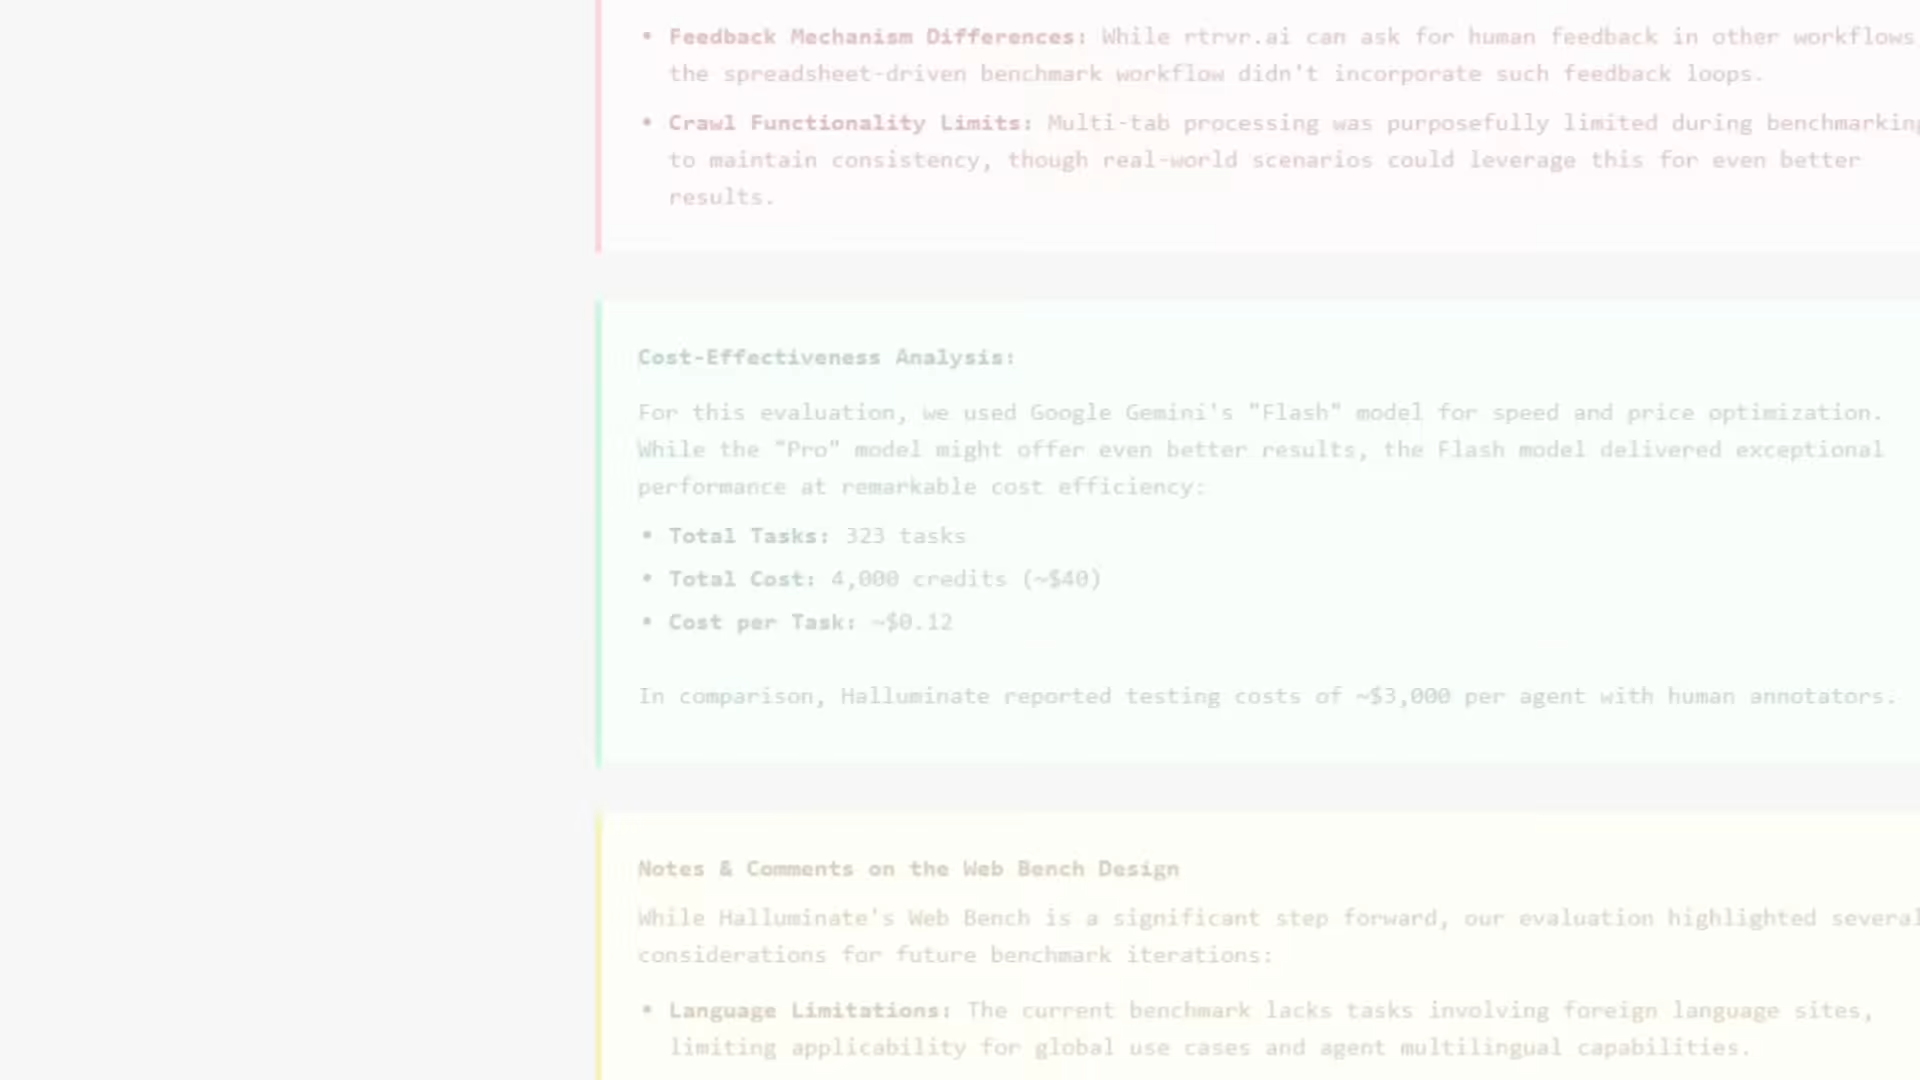 • Feedback Mechanism Differences: While rtrvr.ai can ask for human feedback in other workflows
the spreadsheet-driven benchmark workflow didn't incorporate such feedback loops.
• Crawl Functionality Limits: Multi-tab processing was purposefully limited during benchmarking
to maintain consistency, though real-world scenarios could leverage this for even better
results.
Cost-Effectiveness Analysis:
For this evaluation, we used Google Gemini's "Flash" model for speed and price optimization.
While the "Pro" model might offer even better results, the Flash model delivered exceptional
performance at remarkable cost efficiency:
• Total Tasks: 323 tasks
• Total Cost: 4,000 credits (~$40)
• Cost per Task: ~$0.12
In comparison, Halluminate reported testing costs of ~$3,000 per agent with human annotators.
Notes & Comments on the Web Bench Design
While Halluminate's Web Bench is a significant step forward, our evaluation highlighted several
considerations for future benchmark iterations:
• Language Limitations: The current benchmark lacks tasks involving foreign language sites,
limiting applicability for global use cases and agent multilingual capabilities.